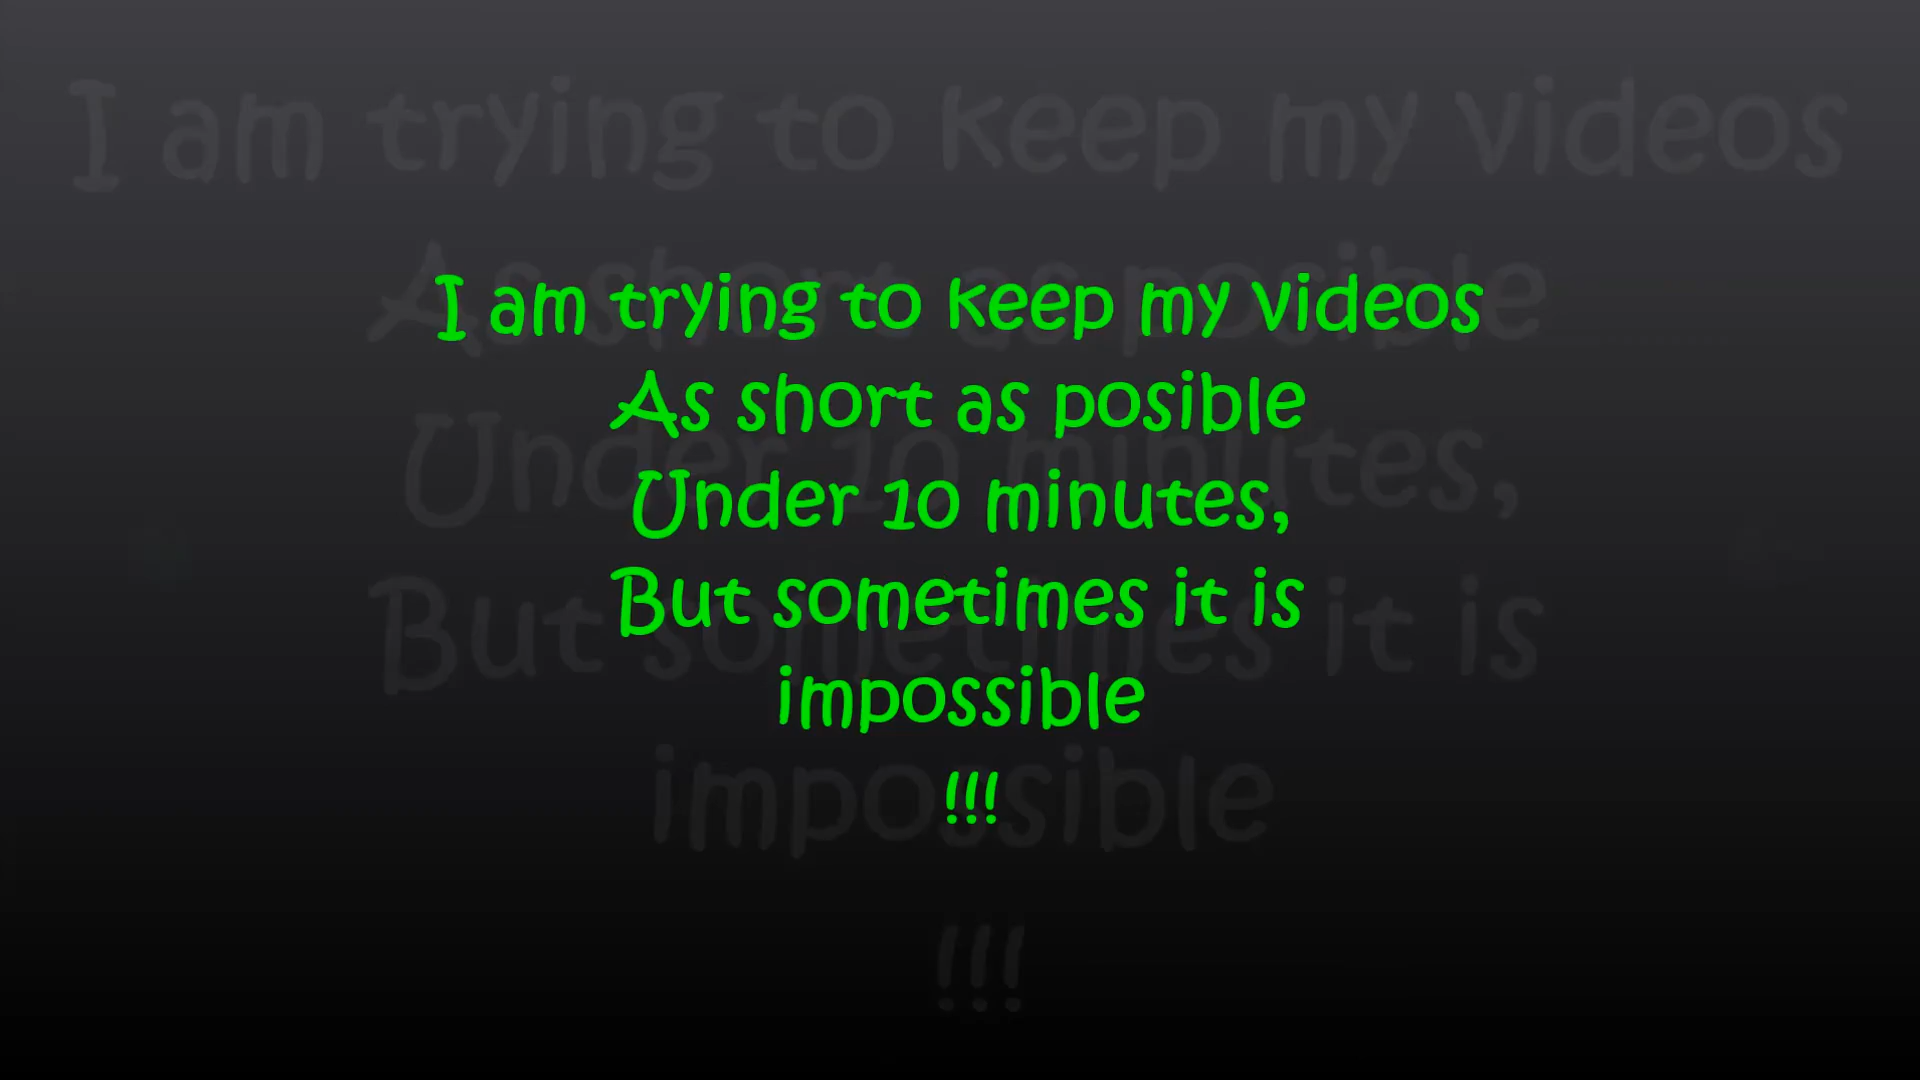 I am trying to keep my videos
As short as posible
Under 10 minutes,
But sometimes it is
impossible
!!!